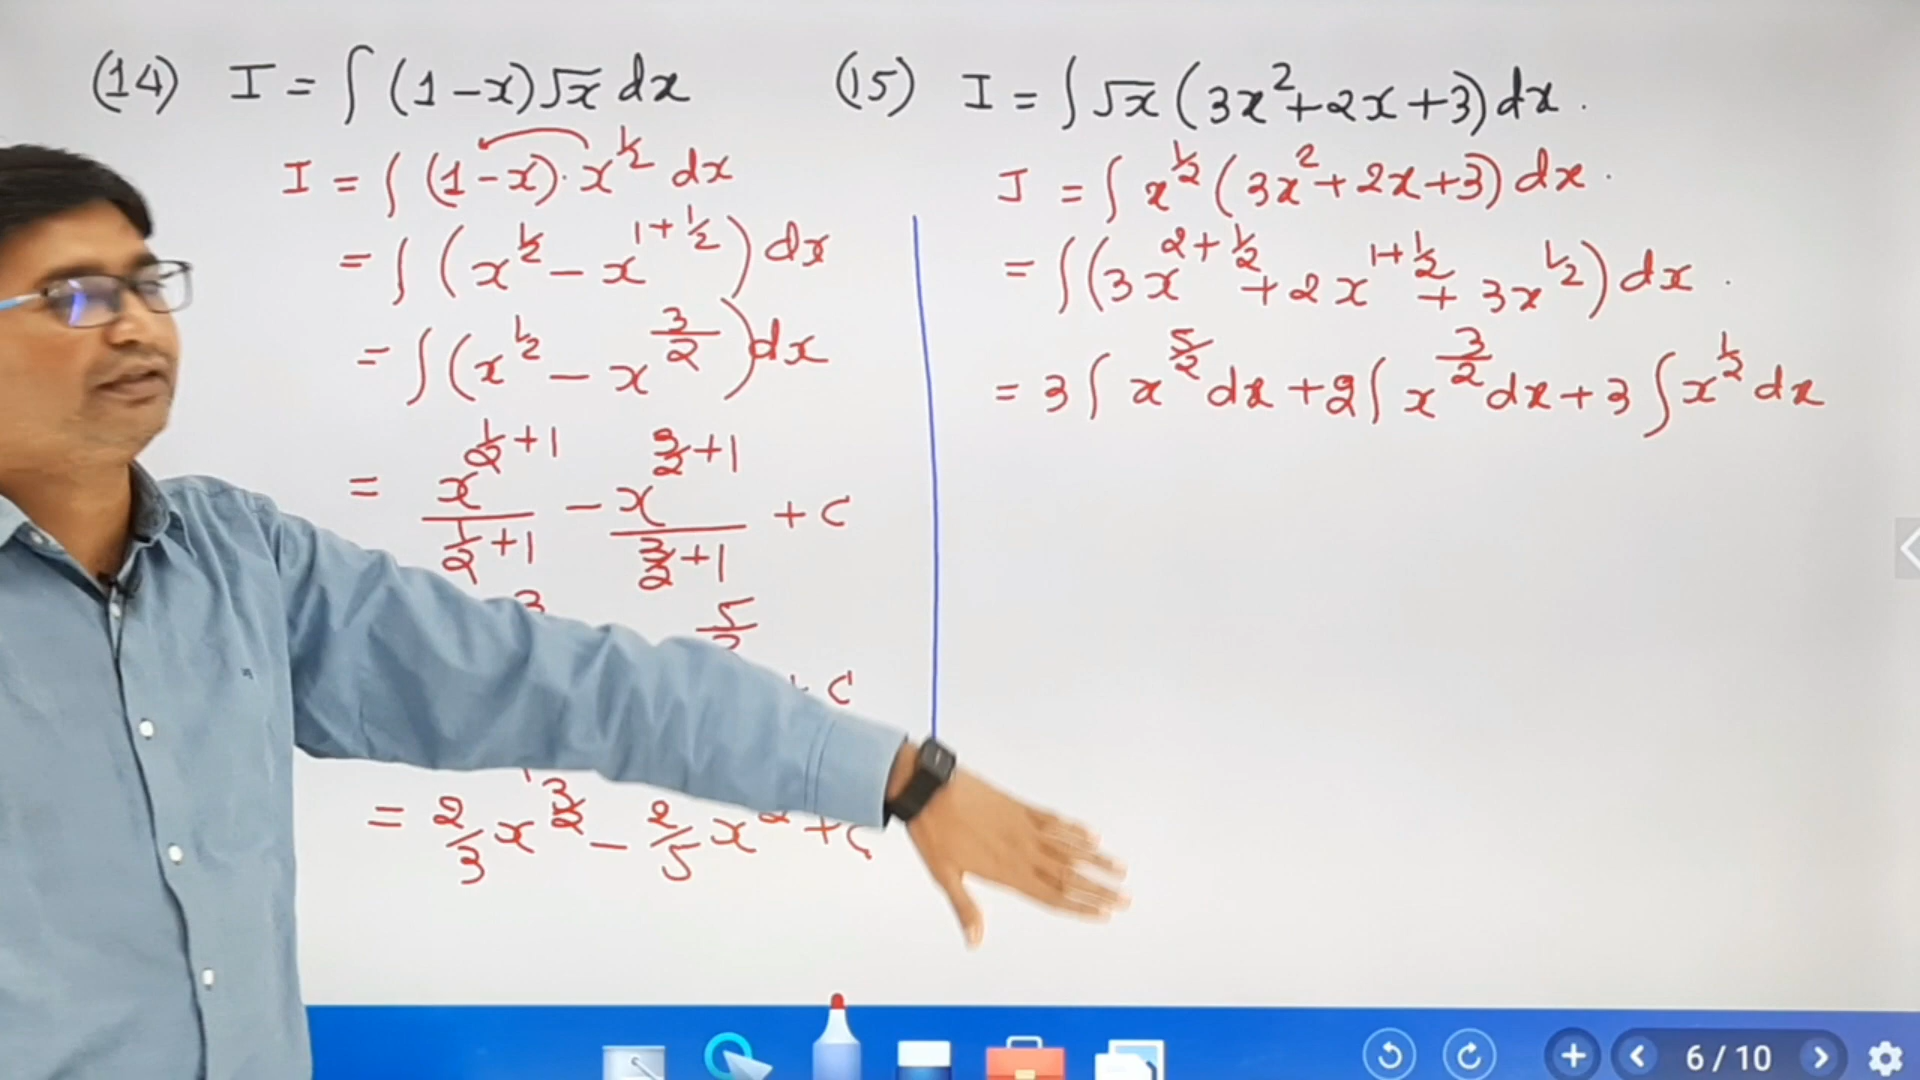 (14) I = ∫ (1-x)√x dx
I = ∫ (1-x)· x^½ dx
= ∫ (x^½ - x^(1+½)) dx
= ∫ (x^½ - x^(3/2)) dx
= x^(½+1)/(½+1) - x^(3/2+1)/(3/2+1) + c
+ c
= 2/3 x^(3/2) - 2/5 x + c
(15) I = ∫ √x (3x²+2x+3) dx .
I = ∫ x^½ (3x²+2x+3) dx .
= ∫ (3x^(2+½) + 2x^(1+½) + 3x^½) dx .
= 3 ∫ x^(5/2) dx + 2 ∫ x^(3/2) dx + 3 ∫ x^½ dx
6 / 10